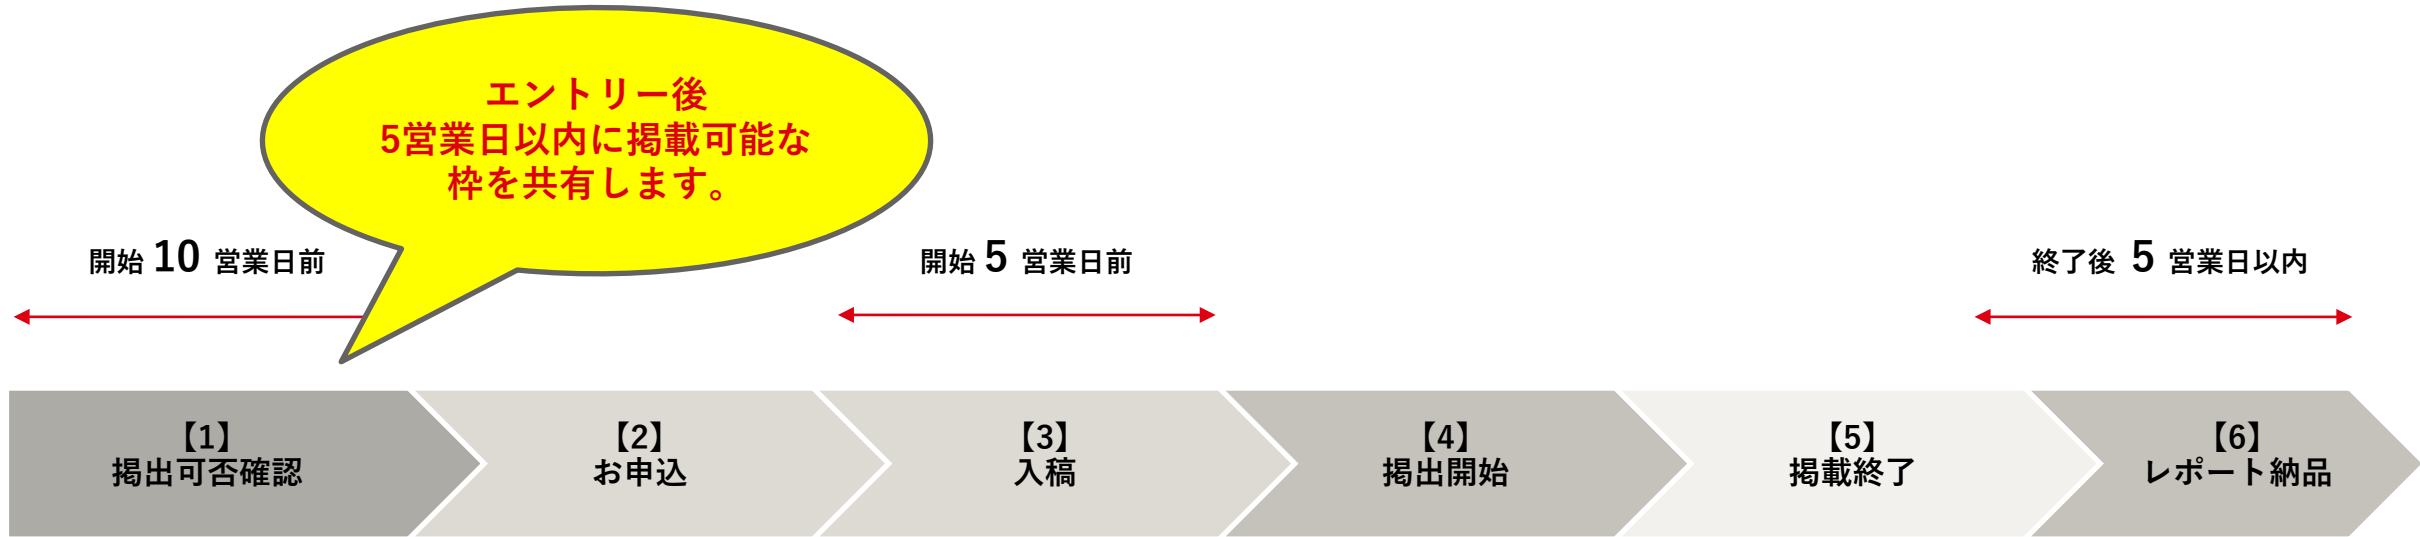 エントリー後
5営業日以内に掲載可能な
枠を共有します。
開始 10 営業日前
開始 5 営業日前
終了後 5 営業日以内
【1】
掲出可否確認
【2】
お申込
【3】
入稿
【4】
掲出開始
【5】
掲載終了
【6】
レポート納品